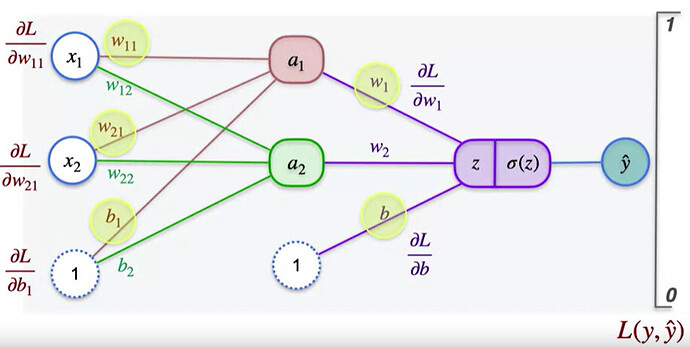 ∂L/∂w₁₁
x₁
w₁₁
w₁₂
a₁
w₁
∂L/∂w₁
1
∂L/∂w₂₁
x₂
w₂₁
w₂₂
a₂
w₂
z
σ(z)
ŷ
∂L/∂b₁
1
b₁
b₂
1
b
∂L/∂b
0
L(y, ŷ)